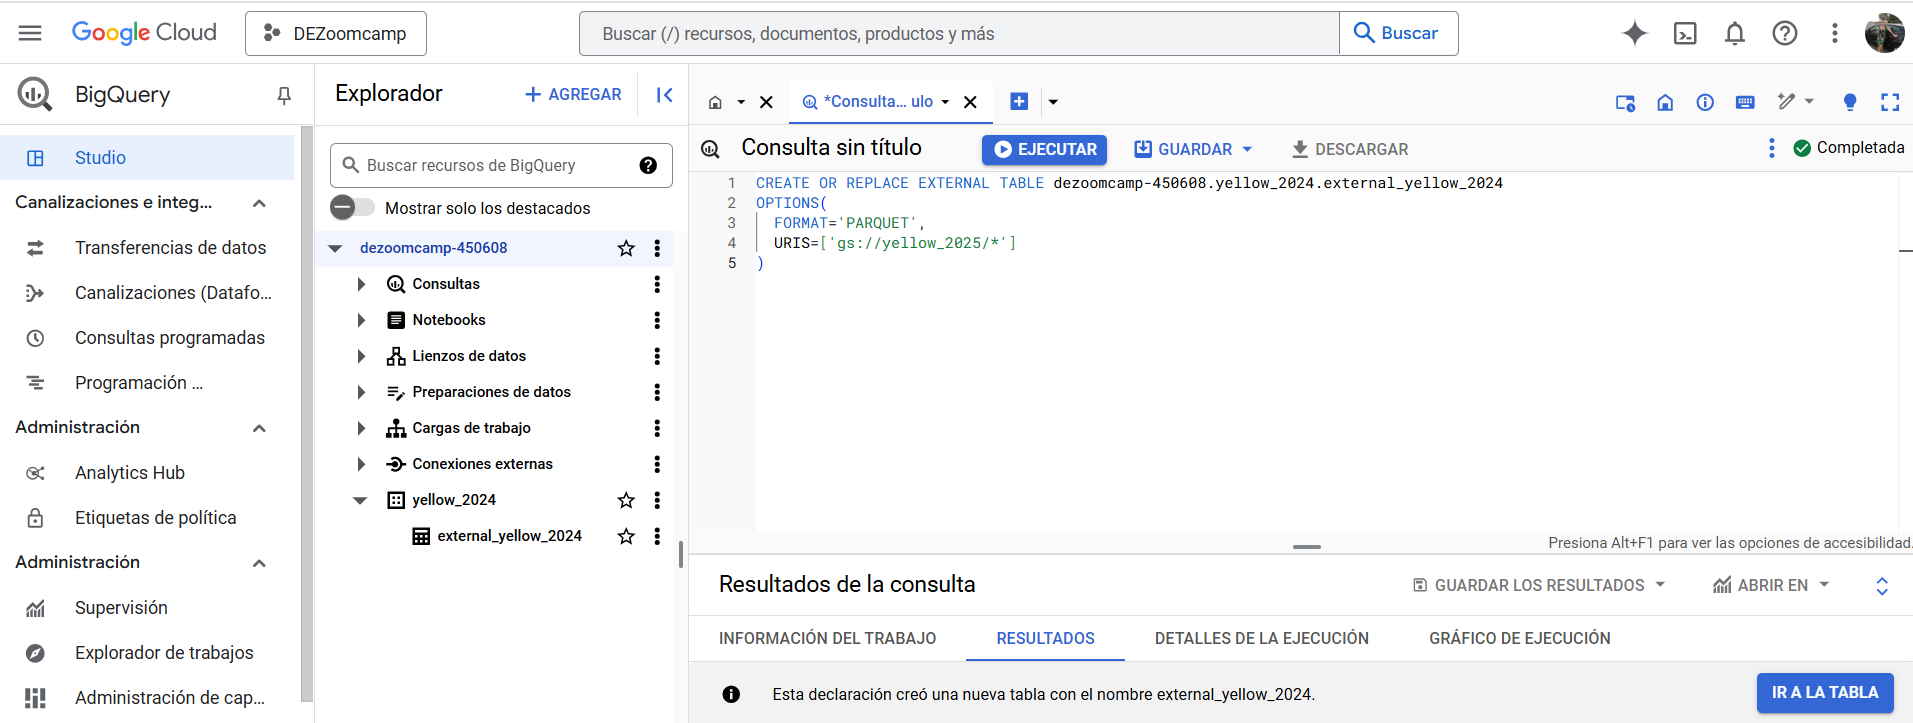 Google Cloud
DEZoomcamp
Buscar (/) recursos, documentos, productos y más
Buscar
BigQuery
Studio
Canalizaciones e integ...
Transferencias de datos
Canalizaciones (Datafo...
Consultas programadas
Programación ...
Administración
Analytics Hub
Etiquetas de política
Administración
Supervisión
Explorador de trabajos
Administración de cap...
Explorador
AGREGAR
Buscar recursos de BigQuery
Mostrar solo los destacados
dezoomcamp-450608
Consultas
Notebooks
Lienzos de datos
Preparaciones de datos
Cargas de trabajo
Conexiones externas
yellow_2024
external_yellow_2024
*Consulta... ulo
Consulta sin título
EJECUTAR
GUARDAR
DESCARGAR
Completada
1 CREATE OR REPLACE EXTERNAL TABLE dezoomcamp-450608.yellow_2024.external_yellow_2024
2 OPTIONS(
3 FORMAT='PARQUET',
4 URIS=['gs://yellow_2025/*']
5 )
Presiona Alt+F1 para ver las opciones de accesibilidad.
Resultados de la consulta
GUARDAR LOS RESULTADOS
ABRIR EN
INFORMACIÓN DEL TRABAJO
RESULTADOS
DETALLES DE LA EJECUCIÓN
GRÁFICO DE EJECUCIÓN
Esta declaración creó una nueva tabla con el nombre external_yellow_2024.
IR A LA TABLA